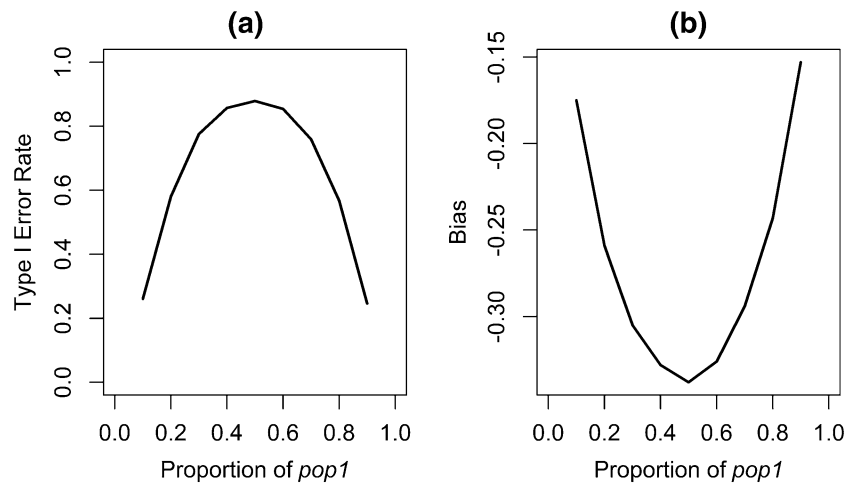 (a)
Type I Error Rate
1.0
0.8
0.6
0.4
0.2
0.0
0.0 0.2 0.4 0.6 0.8 1.0
Proportion of pop1
(b)
Bias
-0.15
-0.20
-0.25
-0.30
0.0 0.2 0.4 0.6 0.8 1.0
Proportion of pop1